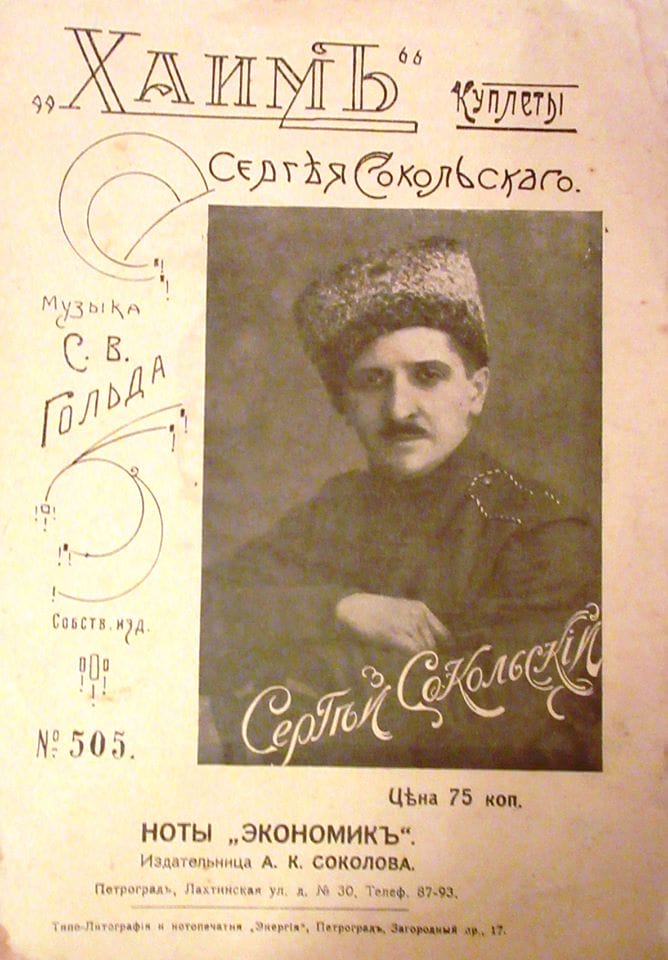 „Хаимъ“
Куплеты
Сергѣя Сокольскаго.
Музыка
С. В.
Гольда
Собств. изд.
№ 505.
Сергѣй Сокольскій
Цѣна 75 коп.
НОТЫ „ЭКОНОМИКЪ“.
Издательница А. К. СОКОЛОВА.
Петроградъ, Лахтинская ул. д. № 30, Телеф. 87-93.
Типо-Литографія и нотопечатня „Энергія“, Петроградъ, Загородный пр., 17.